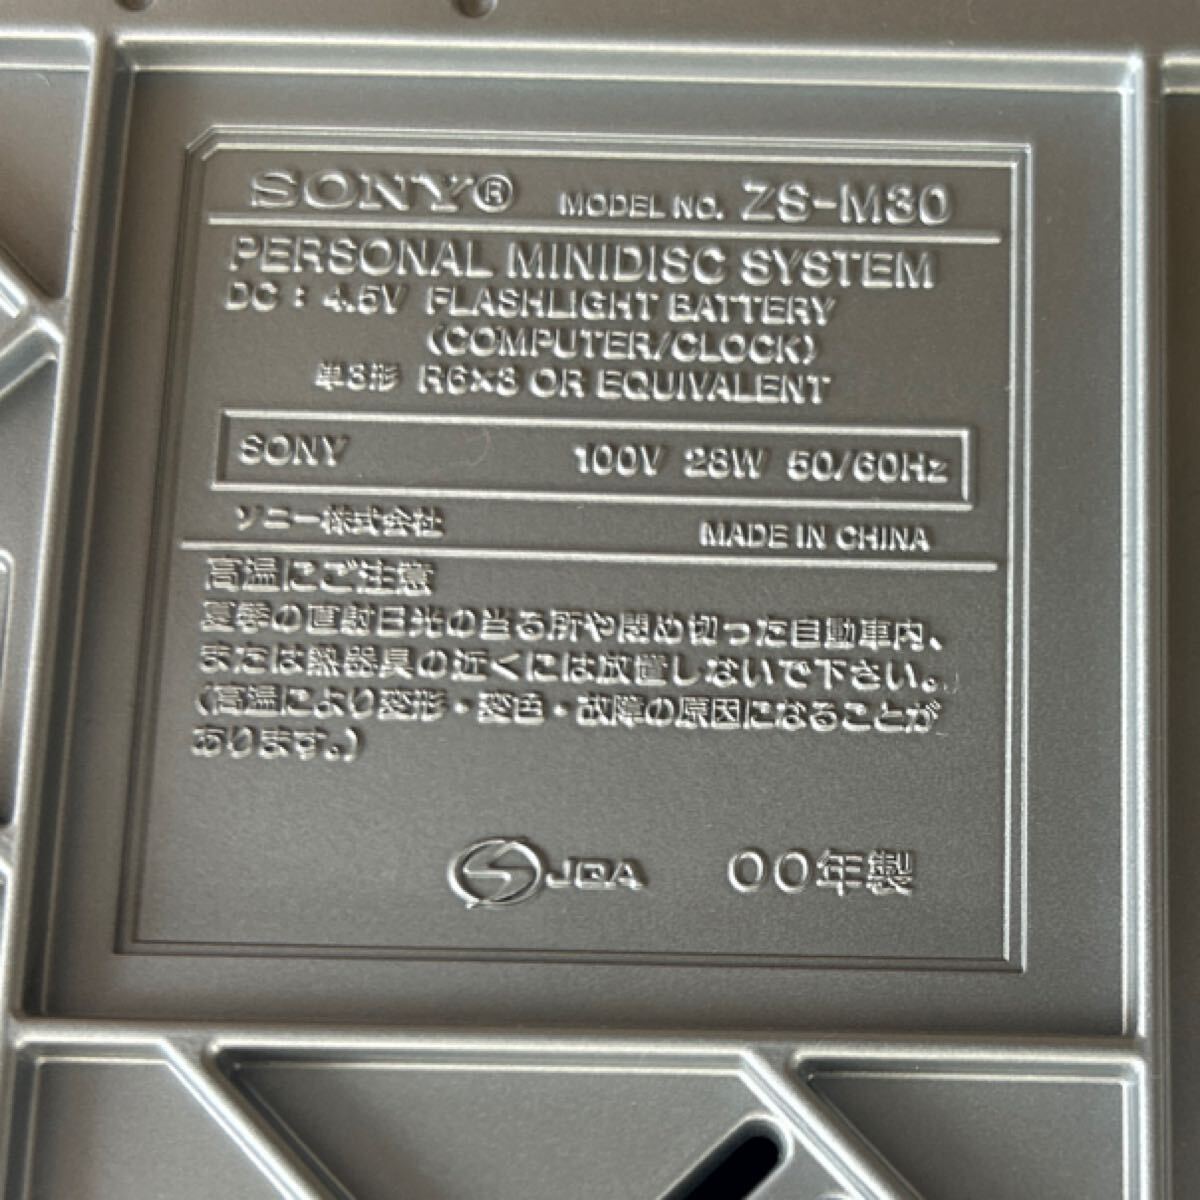 SONY® MODEL NO. ZS-M30
PERSONAL MINIDISC SYSTEM
DC : 4.5V FLASHLIGHT BATTERY
(COMPUTER/CLOCK)
単3形 R6×3 OR EQUIVALENT
SONY 100V 28W 50/60Hz
ソニー株式会社 MADE IN CHINA
高温にご注意
夏季の直射日光の当る所や閉め切った自動車内、
または熱器具の近くには放置しないで下さい。
(高温により変形・変色・故障の原因になることが
あります。)
JQA 00年製